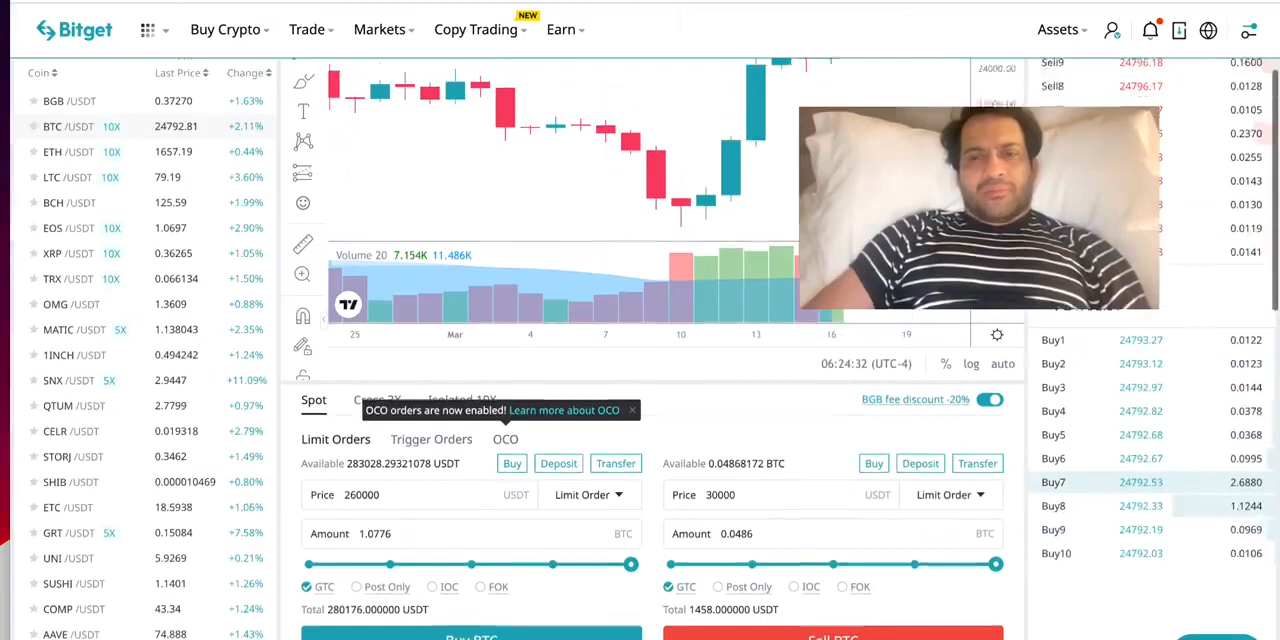 Bitget
Buy Crypto
Trade
Markets
Copy Trading
NEW
Earn
Assets
Coin Last Price Change
BGB /USDT 0.37270 +1.63%
BTC /USDT 10X 24792.81 +2.11%
ETH /USDT 10X 1657.19 +0.44%
LTC /USDT 10X 79.19 +3.60%
BCH /USDT 125.59 +1.99%
EOS /USDT 10X 1.0697 +2.90%
XRP /USDT 10X 0.36265 +1.05%
TRX /USDT 10X 0.066134 +1.50%
OMG /USDT 1.3609 +0.88%
MATIC /USDT 5X 1.138043 +2.35%
1INCH /USDT 0.494242 +1.24%
SNX /USDT 5X 2.9447 +11.09%
QTUM /USDT 2.7799 +0.97%
CELR /USDT 0.019318 +2.79%
STORJ /USDT 0.3462 +1.49%
SHIB /USDT 0.000010469 +0.80%
ETC /USDT 18.5938 +1.06%
GRT /USDT 5X 0.15084 +7.58%
UNI /USDT 5.9269 +0.21%
SUSHI /USDT 1.1401 +1.26%
COMP /USDT 43.34 +1.24%
AAVE /USDT 74.888 +1.43%
24000.00
Volume 20 7.154K 11.486K
25 Mar 4 7 10 13 16 19
06:24:32 (UTC-4) % log auto
Spot
OCO orders are now enabled! Learn more about OCO
BGB fee discount -20%
Limit Orders Trigger Orders OCO
Available 283028.29321078 USDT Buy Deposit Transfer
Price 260000 USDT Limit Order
Amount 1.0776 BTC
GTC Post Only IOC FOK
Total 280176.000000 USDT
Buy BTC
Available 0.04868172 BTC Buy Deposit Transfer
Price 30000 USDT Limit Order
Amount 0.0486 BTC
GTC Post Only IOC FOK
Total 1458.000000 USDT
Sell BTC
Sell9 24796.18 0.1600
Sell8 24796.17 0.0128
0.0105
0.2370
0.0255
0.0143
0.0130
0.0119
0.0141
Buy1 24793.27 0.0122
Buy2 24793.12 0.0123
Buy3 24792.97 0.0144
Buy4 24792.82 0.0378
Buy5 24792.68 0.0368
Buy6 24792.67 0.0995
Buy7 24792.53 2.6880
Buy8 24792.33 1.1244
Buy9 24792.19 0.0969
Buy10 24792.03 0.0106